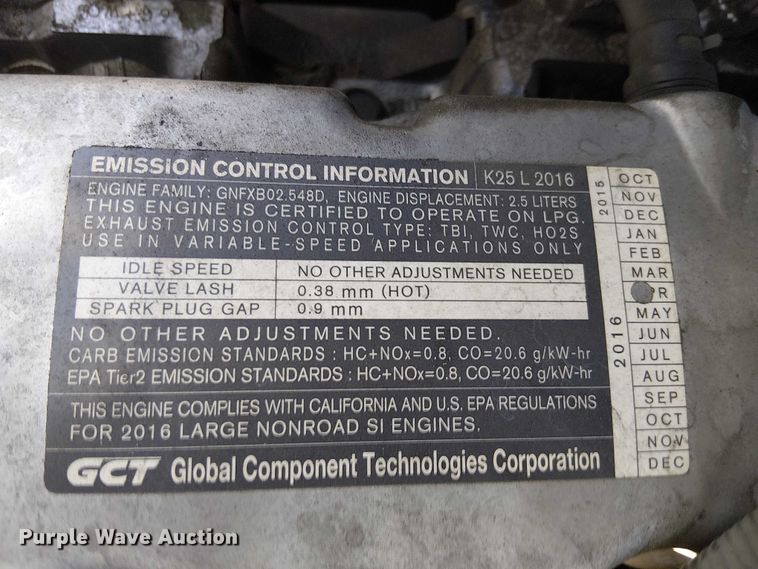 EMISSION CONTROL INFORMATION K25 L 2016
ENGINE FAMILY: GNFXB02.548D, ENGINE DISPLACEMENT: 2.5 LITERS
THIS ENGINE IS CERTIFIED TO OPERATE ON LPG.
EXHAUST EMISSION CONTROL TYPE: TBI, TWC, HO2S
USE IN VARIABLE-SPEED APPLICATIONS ONLY
IDLE SPEED NO OTHER ADJUSTMENTS NEEDED
VALVE LASH 0.38 mm (HOT)
SPARK PLUG GAP 0.9 mm
NO OTHER ADJUSTMENTS NEEDED.
CARB EMISSION STANDARDS : HC+NOx=0.8, CO=20.6 g/kW-hr
EPA Tier2 EMISSION STANDARDS : HC+NOx=0.8, CO=20.6 g/kW-hr
THIS ENGINE COMPLIES WITH CALIFORNIA AND U.S. EPA REGULATIONS
FOR 2016 LARGE NONROAD SI ENGINES.
GCT Global Component Technologies Corporation
2015
OCT
NOV
DEC
2016
JAN
FEB
MAR
PR
MAY
JUN
JUL
AUG
SEP
OCT
NOV
DEC
Purple Wave Auction